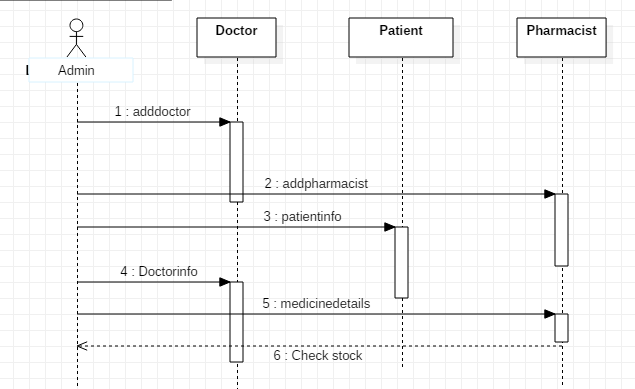 Doctor
Patient
Pharmacist
Admin
1 : adddoctor
2 : addpharmacist
3 : patientinfo
4 : Doctorinfo
5 : medicinedetails
6 : Check stock